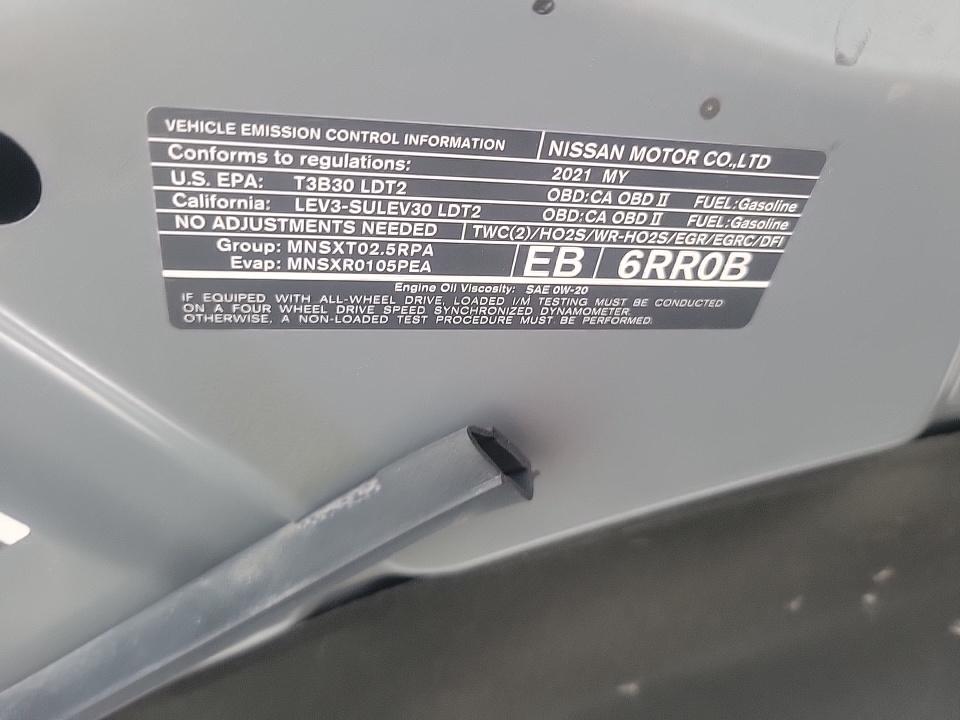 VEHICLE EMISSION CONTROL INFORMATION
NISSAN MOTOR CO.,LTD
Conforms to regulations:
2021 MY
U.S. EPA: T3B30 LDT2 OBD:CA OBD II FUEL:Gasoline
California: LEV3-SULEV30 LDT2 OBD:CA OBD II FUEL:Gasoline
NO ADJUSTMENTS NEEDED TWC(2)/HO2S/WR-HO2S/EGR/EGRC/DFI
Group: MNSXT02.5RPA
Evap: MNSXR0105PEA
EB 6RR0B
Engine Oil Viscosity: SAE 0W-20
IF EQUIPED WITH ALL-WHEEL DRIVE, LOADED I/M TESTING MUST BE CONDUCTED
ON A FOUR WHEEL DRIVE SPEED SYNCHRONIZED DYNAMOMETER.
OTHERWISE, A NON-LOADED TEST PROCEDURE MUST BE PERFORMED.